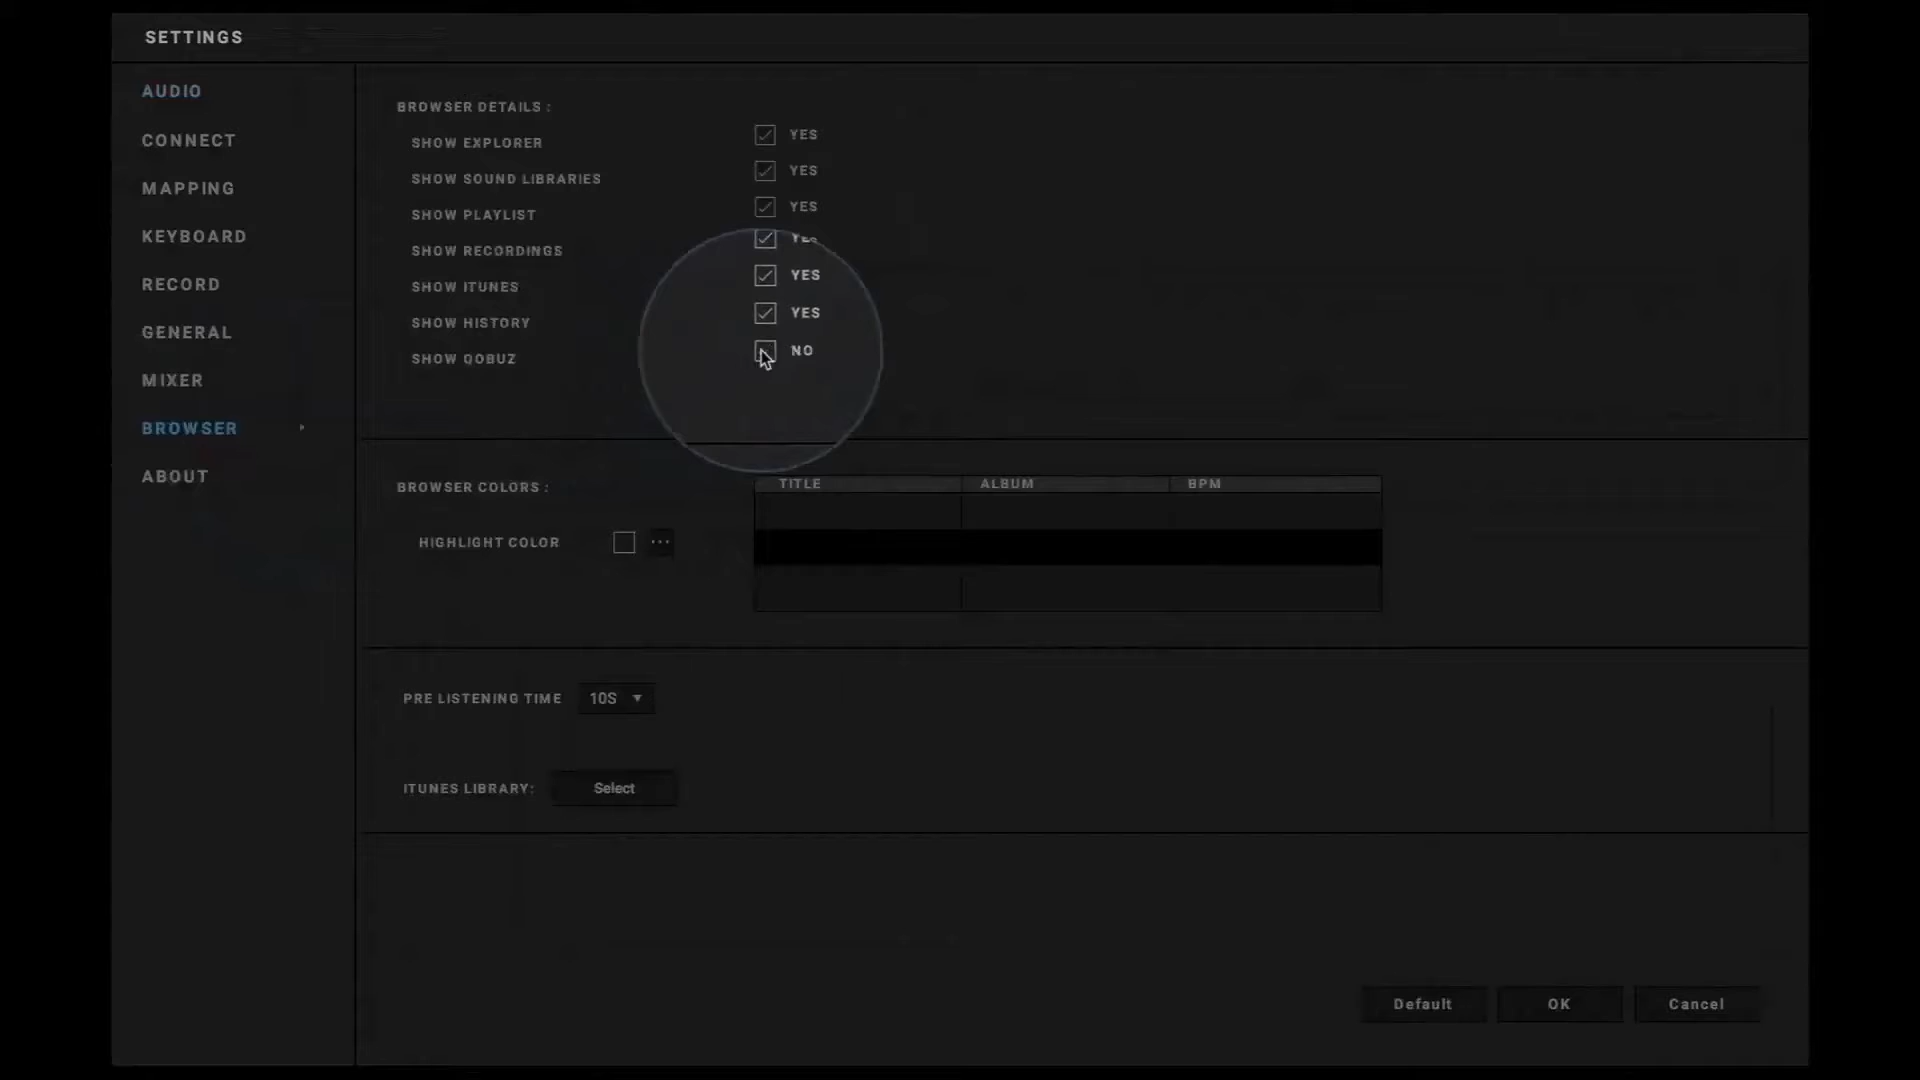 SETTINGS
AUDIO
CONNECT
MAPPING
KEYBOARD
RECORD
GENERAL
MIXER
BROWSER
ABOUT
BROWSER DETAILS :
SHOW EXPLORER YES
SHOW SOUND LIBRARIES YES
SHOW PLAYLIST YES
SHOW RECORDINGS YES
SHOW ITUNES YES
SHOW HISTORY YES
SHOW QOBUZ NO
BROWSER COLORS :
TITLE ALBUM BPM
HIGHLIGHT COLOR ...
PRE LISTENING TIME 10S
ITUNES LIBRARY: Select
Default OK Cancel